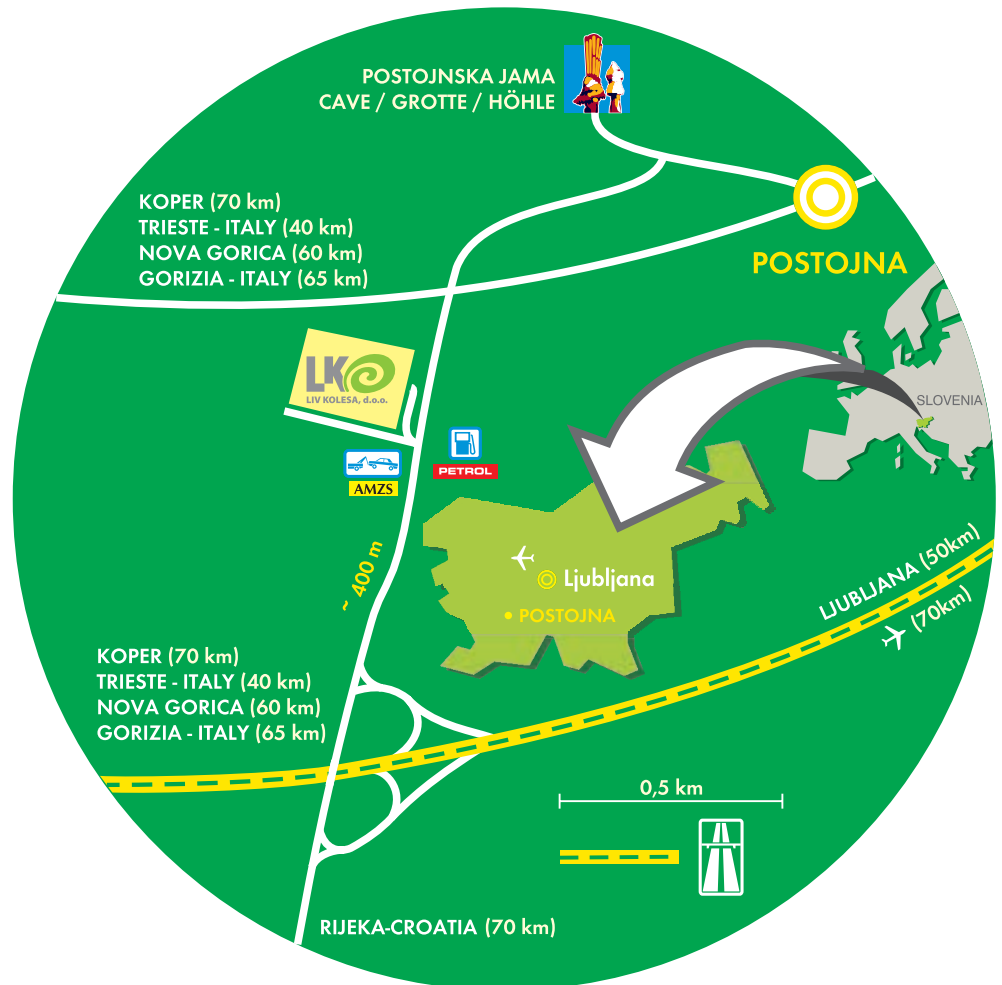 POSTOJNSKA JAMA
CAVE / GROTTE / HÖHLE
KOPER (70 km)
TRIESTE - ITALY (40 km)
NOVA GORICA (60 km)
GORIZIA - ITALY (65 km)
POSTOJNA
LK
LIV KOLESA, d.o.o.
SLOVENIA
PETROL
AMZS
~ 400 m
Ljubljana
• POSTOJNA
LJUBLJANA (50km)
(70km)
KOPER (70 km)
TRIESTE - ITALY (40 km)
NOVA GORICA (60 km)
GORIZIA - ITALY (65 km)
0,5 km
RIJEKA-CROATIA (70 km)